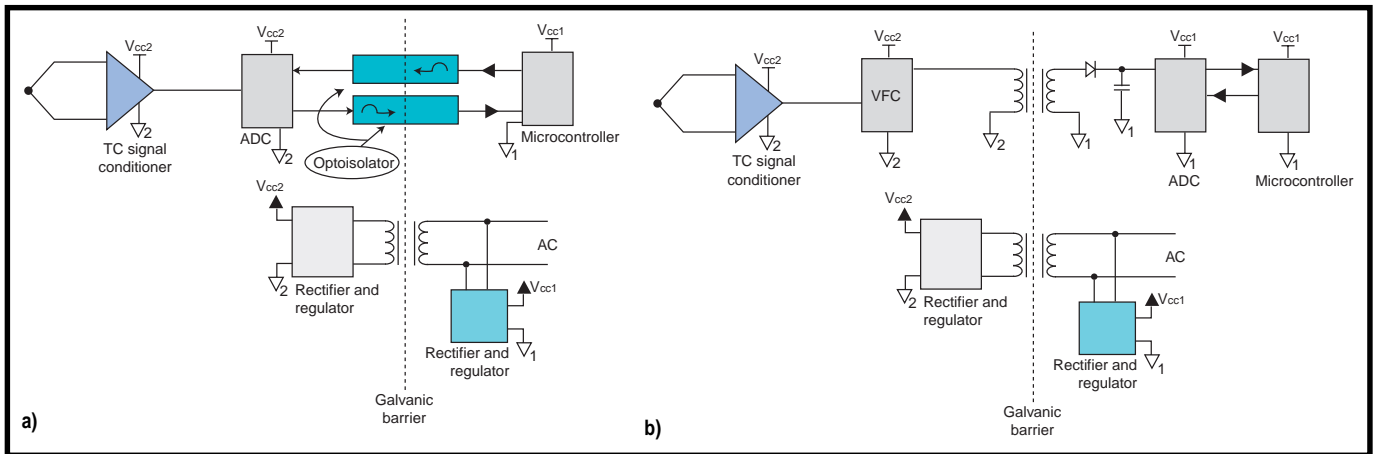 Vcc2
2
TC signal
conditioner
Vcc2
ADC
2
Optoisolator
Vcc1
1
Microcontroller
Vcc2
2
Rectifier and
regulator
AC
Vcc1
1
Rectifier and
regulator
Galvanic
barrier
a)
Vcc2
2
TC signal
conditioner
Vcc2
VFC
2
2
1
1
Vcc1
1
ADC
Vcc1
1
Microcontroller
Vcc2
2
Rectifier and
regulator
AC
Vcc1
1
Rectifier and
regulator
Galvanic
barrier
b)